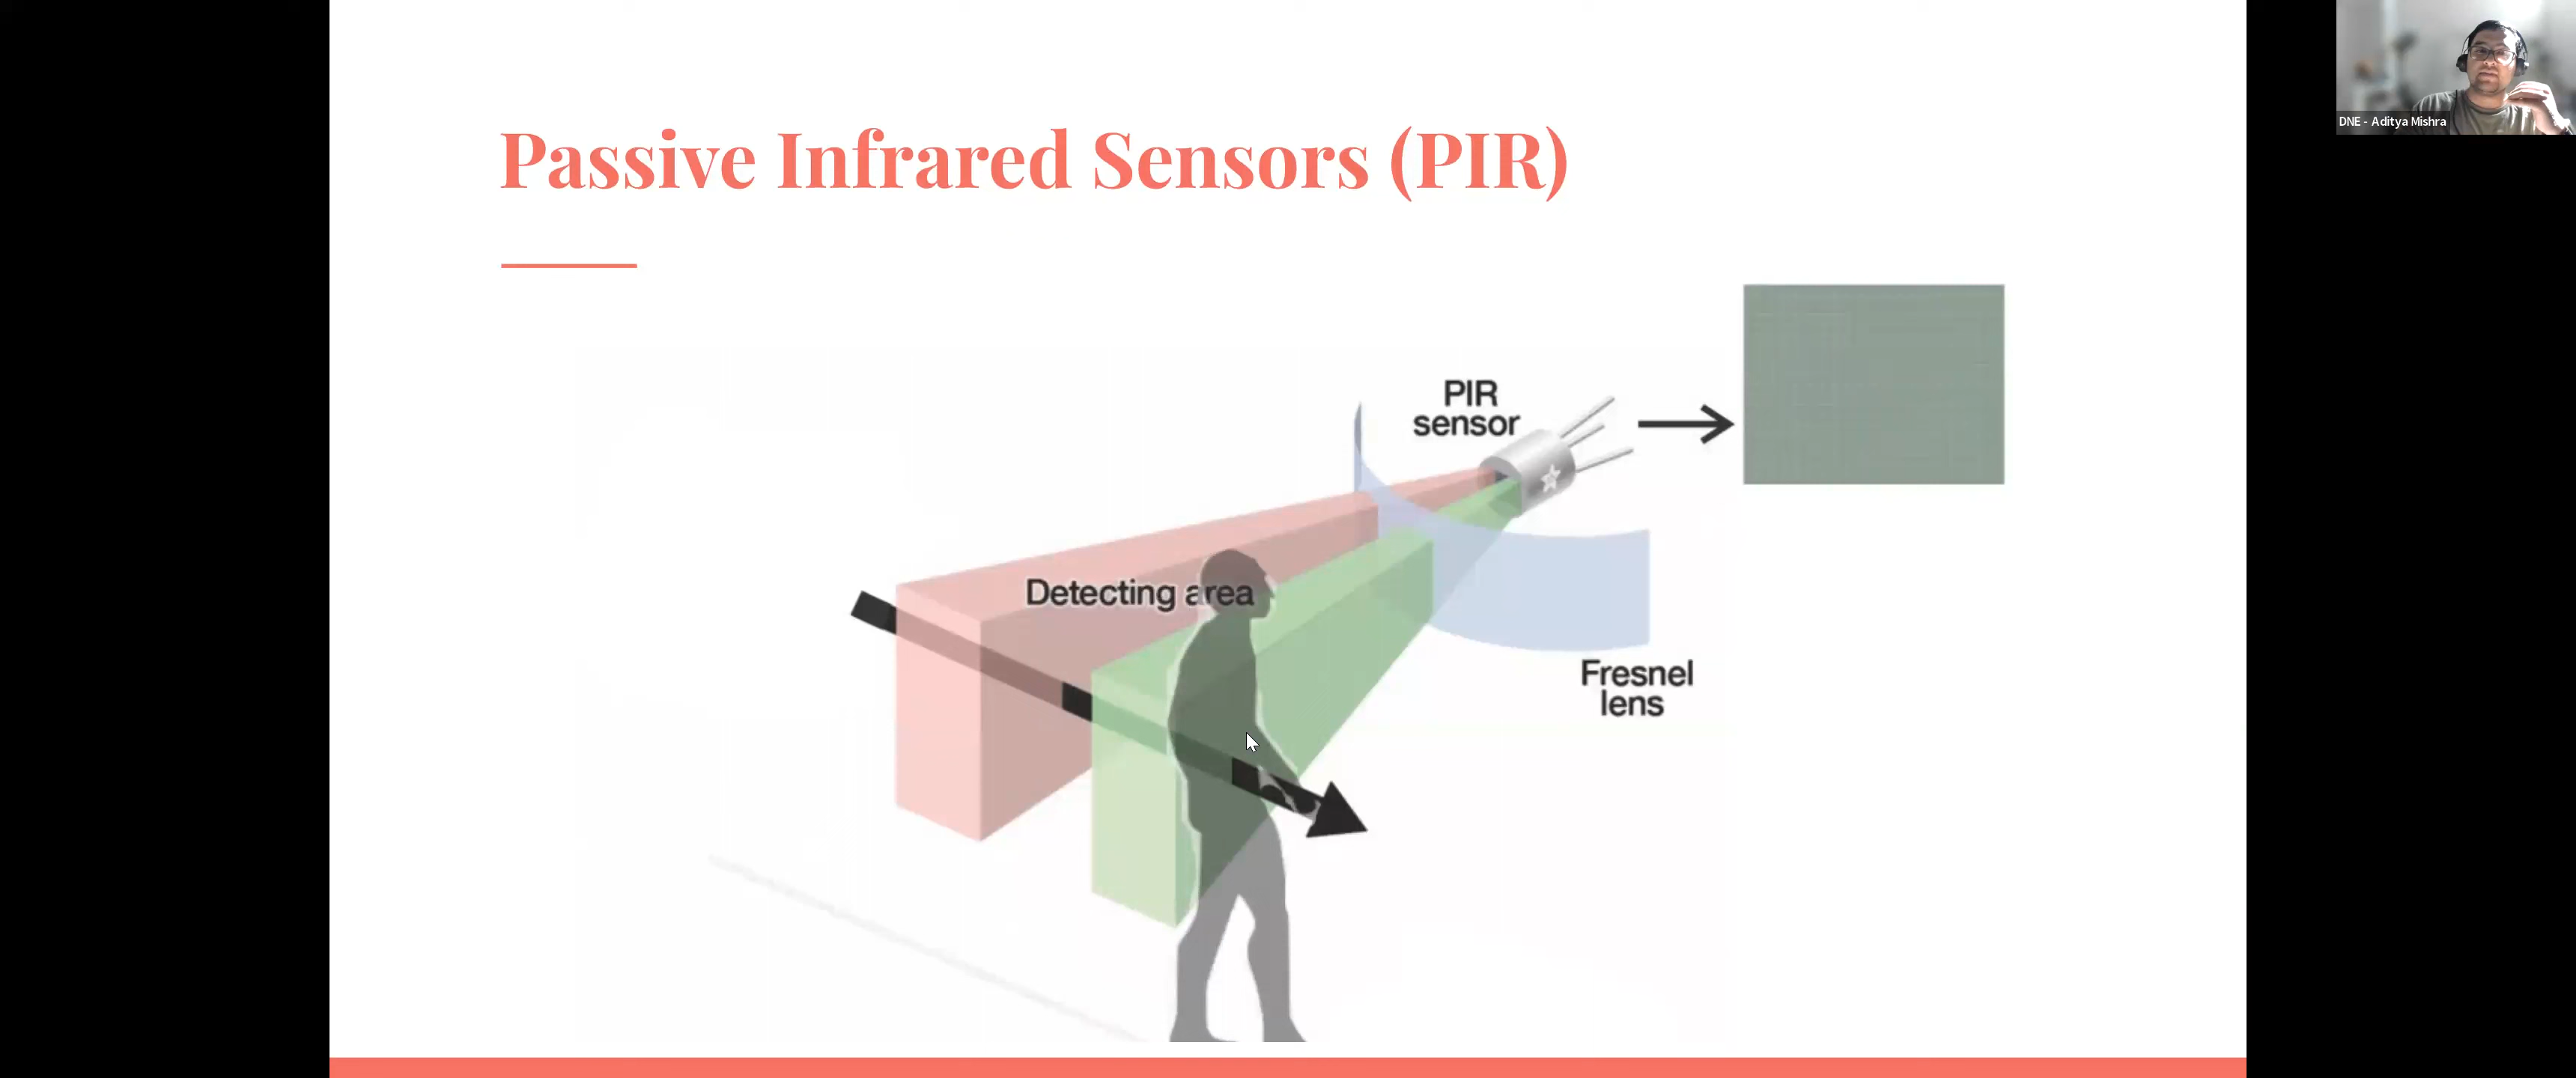 Passive Infrared Sensors (PIR)
PIR
sensor
Detecting area
Fresnel
lens
DNE - Aditya Mishra